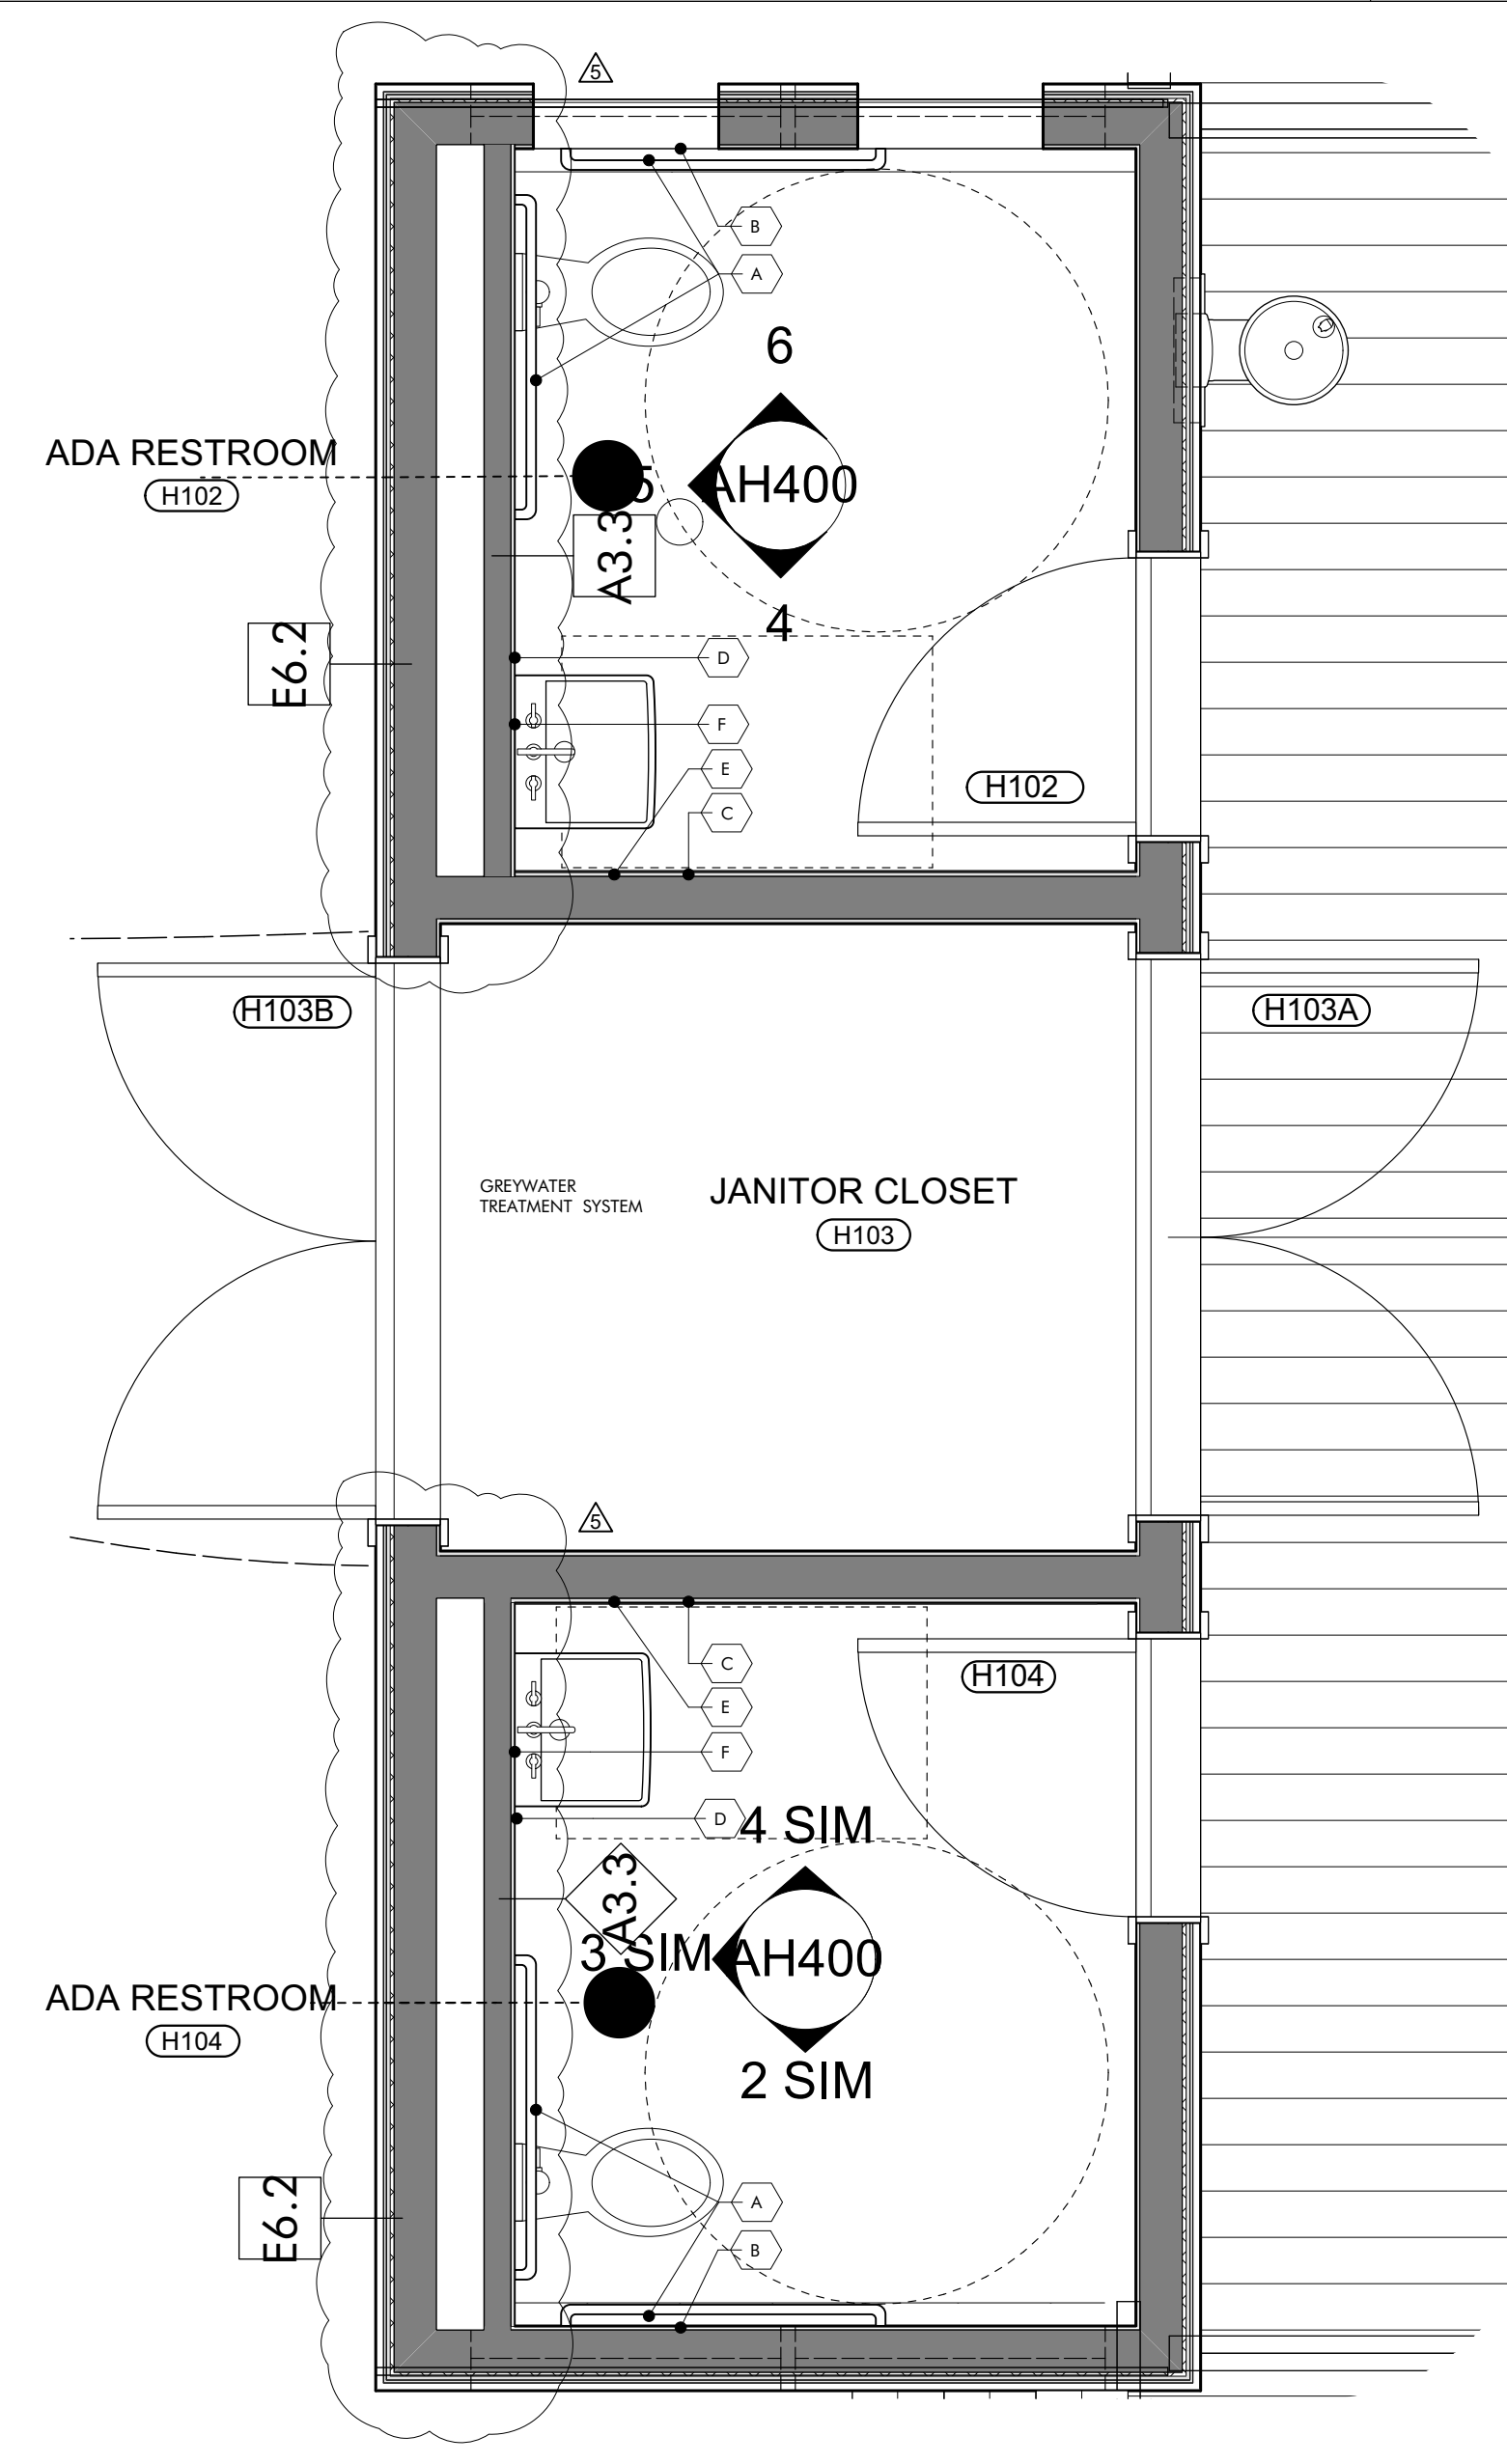 5
B
A
6
ADA RESTROOM
H102
5
AH400
A3.3
4
E6.2
D
F
E
C
H102
H103B
H103A
GREYWATER
TREATMENT SYSTEM
JANITOR CLOSET
H103
5
C
E
F
D
H104
4 SIM
A3.3
3 SIM
AH400
ADA RESTROOM
H104
2 SIM
E6.2
A
B